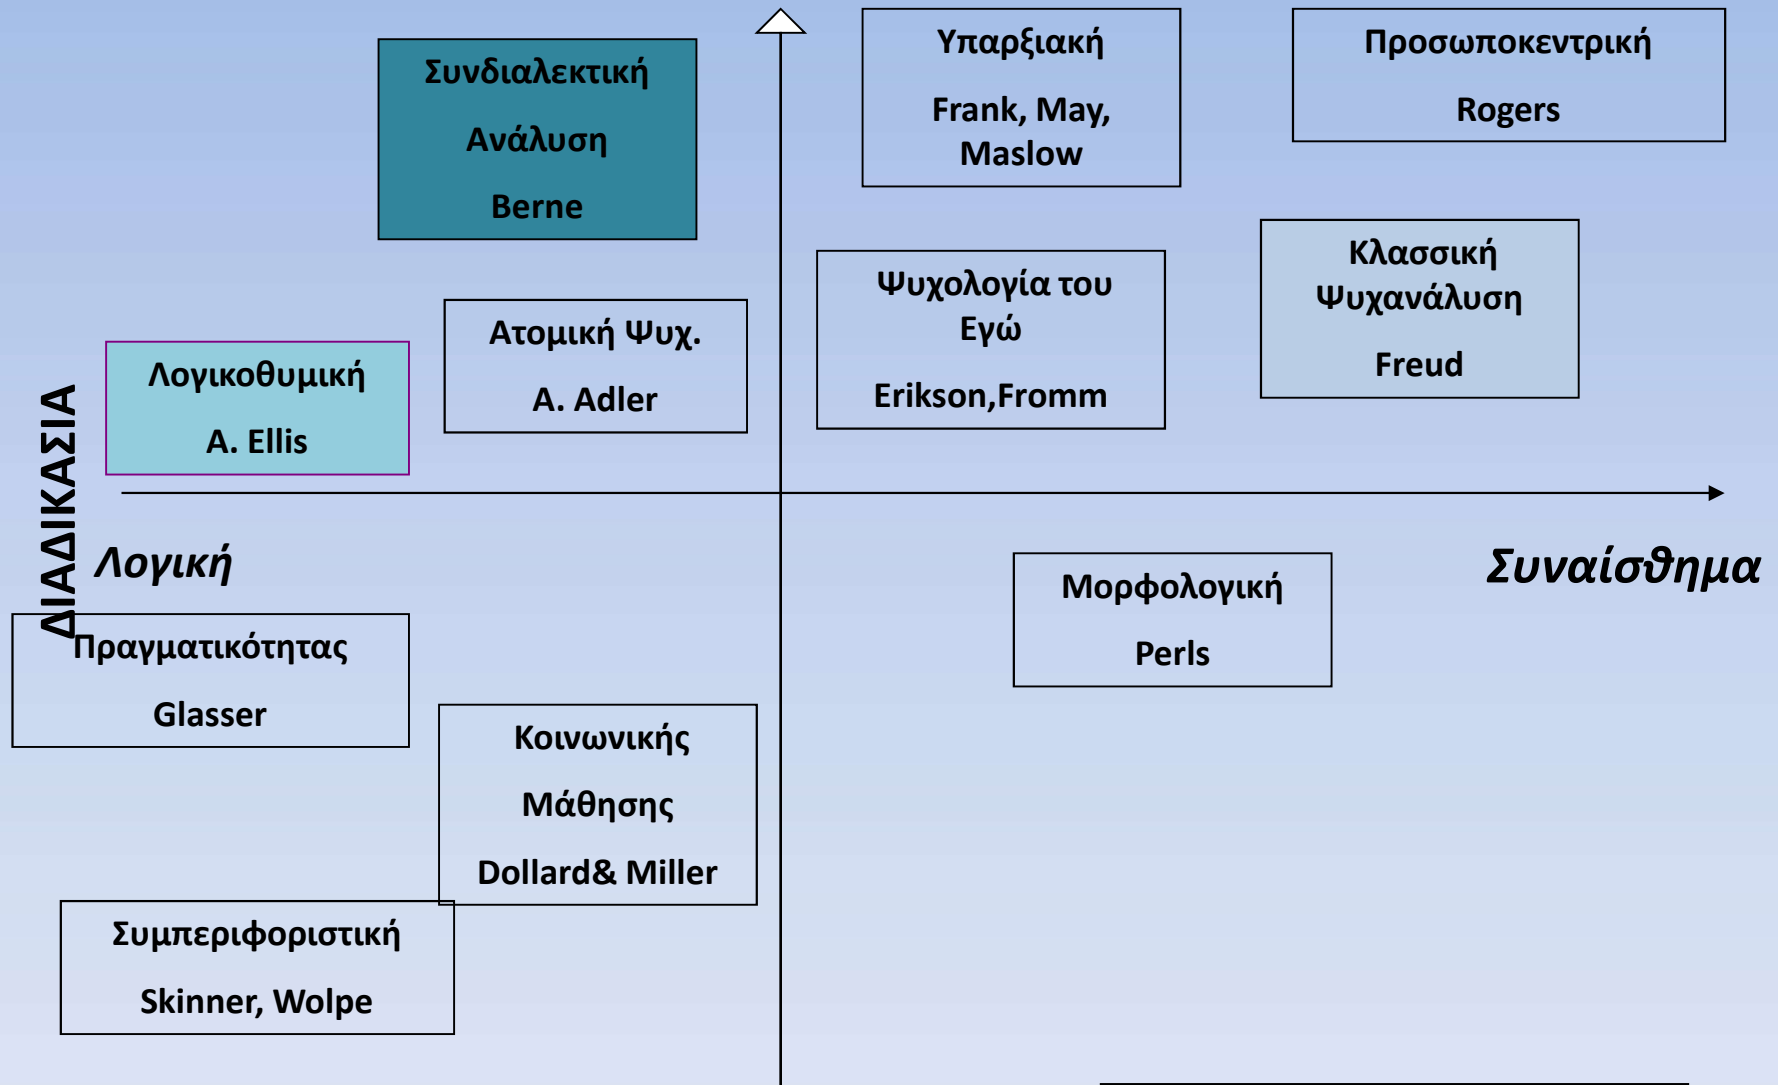 Συνδιαλεκτική
Ανάλυση
Berne
Υπαρξιακή
Frank, May,
Maslow
Προσωποκεντρική
Rogers
Λογικοθυμική
A. Ellis
Ατομική Ψυχ.
A. Adler
Ψυχολογία του
Εγώ
Erikson,Fromm
Κλασσική
Ψυχανάλυση
Freud
ΔΙΑΔΙΚΑΣΙΑ
Λογική
Συναίσθημα
Πραγματικότητας
Glasser
Κοινωνικής
Μάθησης
Dollard& Miller
Μορφολογική
Perls
Συμπεριφοριστική
Skinner, Wolpe